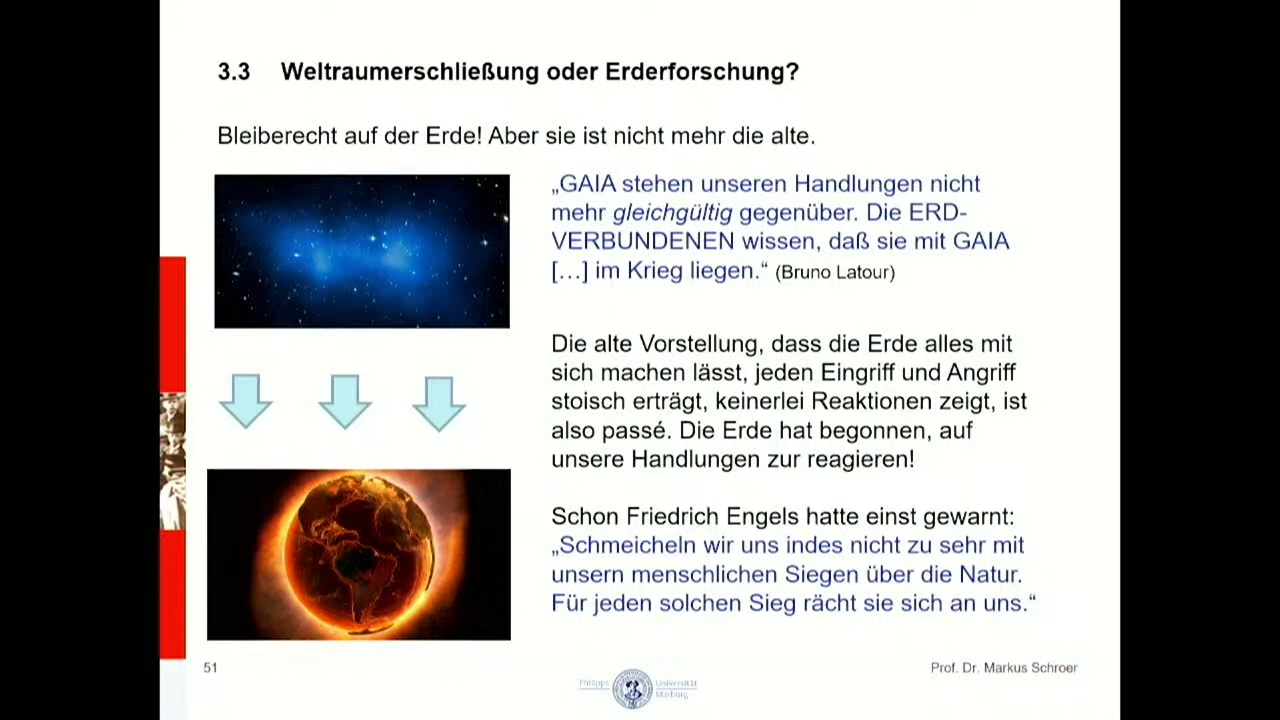 3.3 Weltraumerschließung oder Erderforschung?
Bleiberecht auf der Erde! Aber sie ist nicht mehr die alte.
„GAIA stehen unseren Handlungen nicht
mehr gleichgültig gegenüber. Die ERD-
VERBUNDENEN wissen, daß sie mit GAIA
[…] im Krieg liegen.“ (Bruno Latour)
Die alte Vorstellung, dass die Erde alles mit
sich machen lässt, jeden Eingriff und Angriff
stoisch erträgt, keinerlei Reaktionen zeigt, ist
also passé. Die Erde hat begonnen, auf
unsere Handlungen zur reagieren!
Schon Friedrich Engels hatte einst gewarnt:
„Schmeicheln wir uns indes nicht zu sehr mit
unsern menschlichen Siegen über die Natur.
Für jeden solchen Sieg rächt sie sich an uns.“
51
Philipps Universität
Marburg
Prof. Dr. Markus Schroer